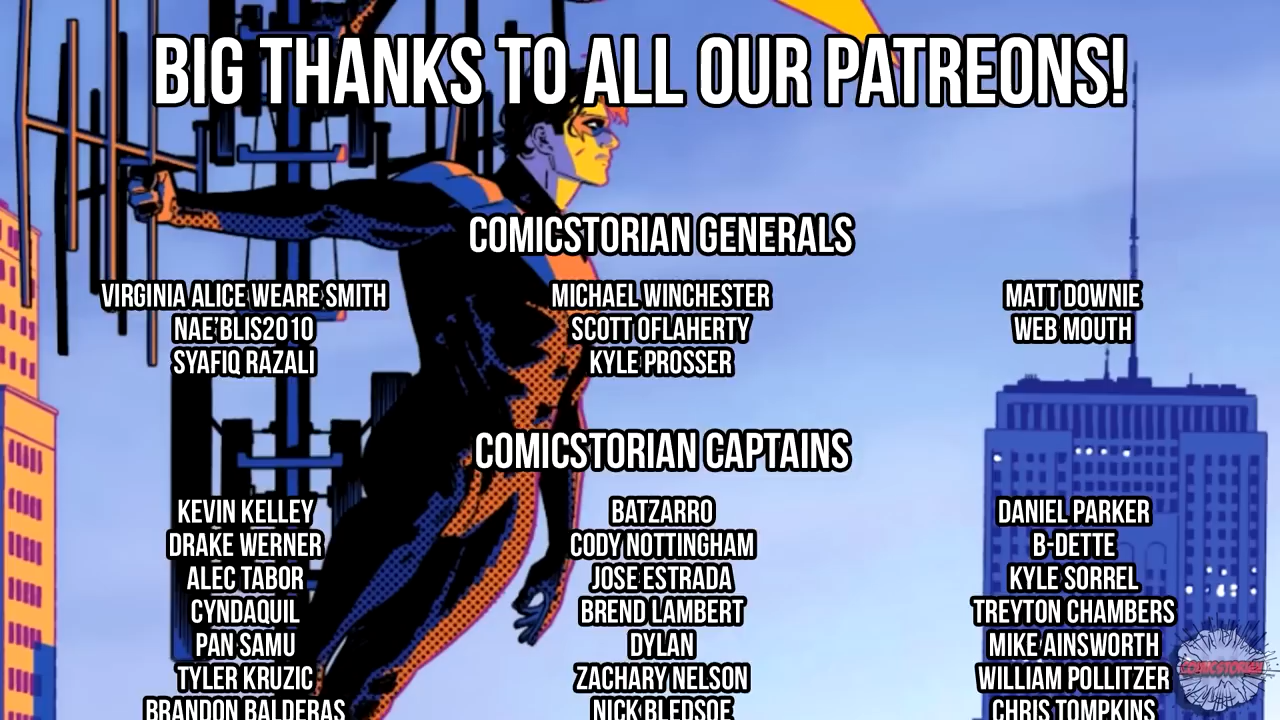 BIG THANKS TO ALL OUR PATREONS!
COMICSTORIAN GENERALS
VIRGINIA ALICE WEARE SMITH MICHAEL WINCHESTER MATT DOWNIE
NAE'BLIS2010 SCOTT OFLAHERTY WEB MOUTH
SYAFIQ RAZALI KYLE PROSSER
COMICSTORIAN CAPTAINS
KEVIN KELLEY BATZARRO DANIEL PARKER
DRAKE WERNER CODY NOTTINGHAM B-DETTE
ALEC TABOR JOSE ESTRADA KYLE SORREL
CYNDAQUIL BREND LAMBERT TREYTON CHAMBERS
PAN SAMU DYLAN MIKE AINSWORTH
TYLER KRUZIC ZACHARY NELSON WILLIAM POLLITZER
BRANDON BALDERAS NICK BLEDSOE CHRIS TOMPKINS
COMICSTORIAN